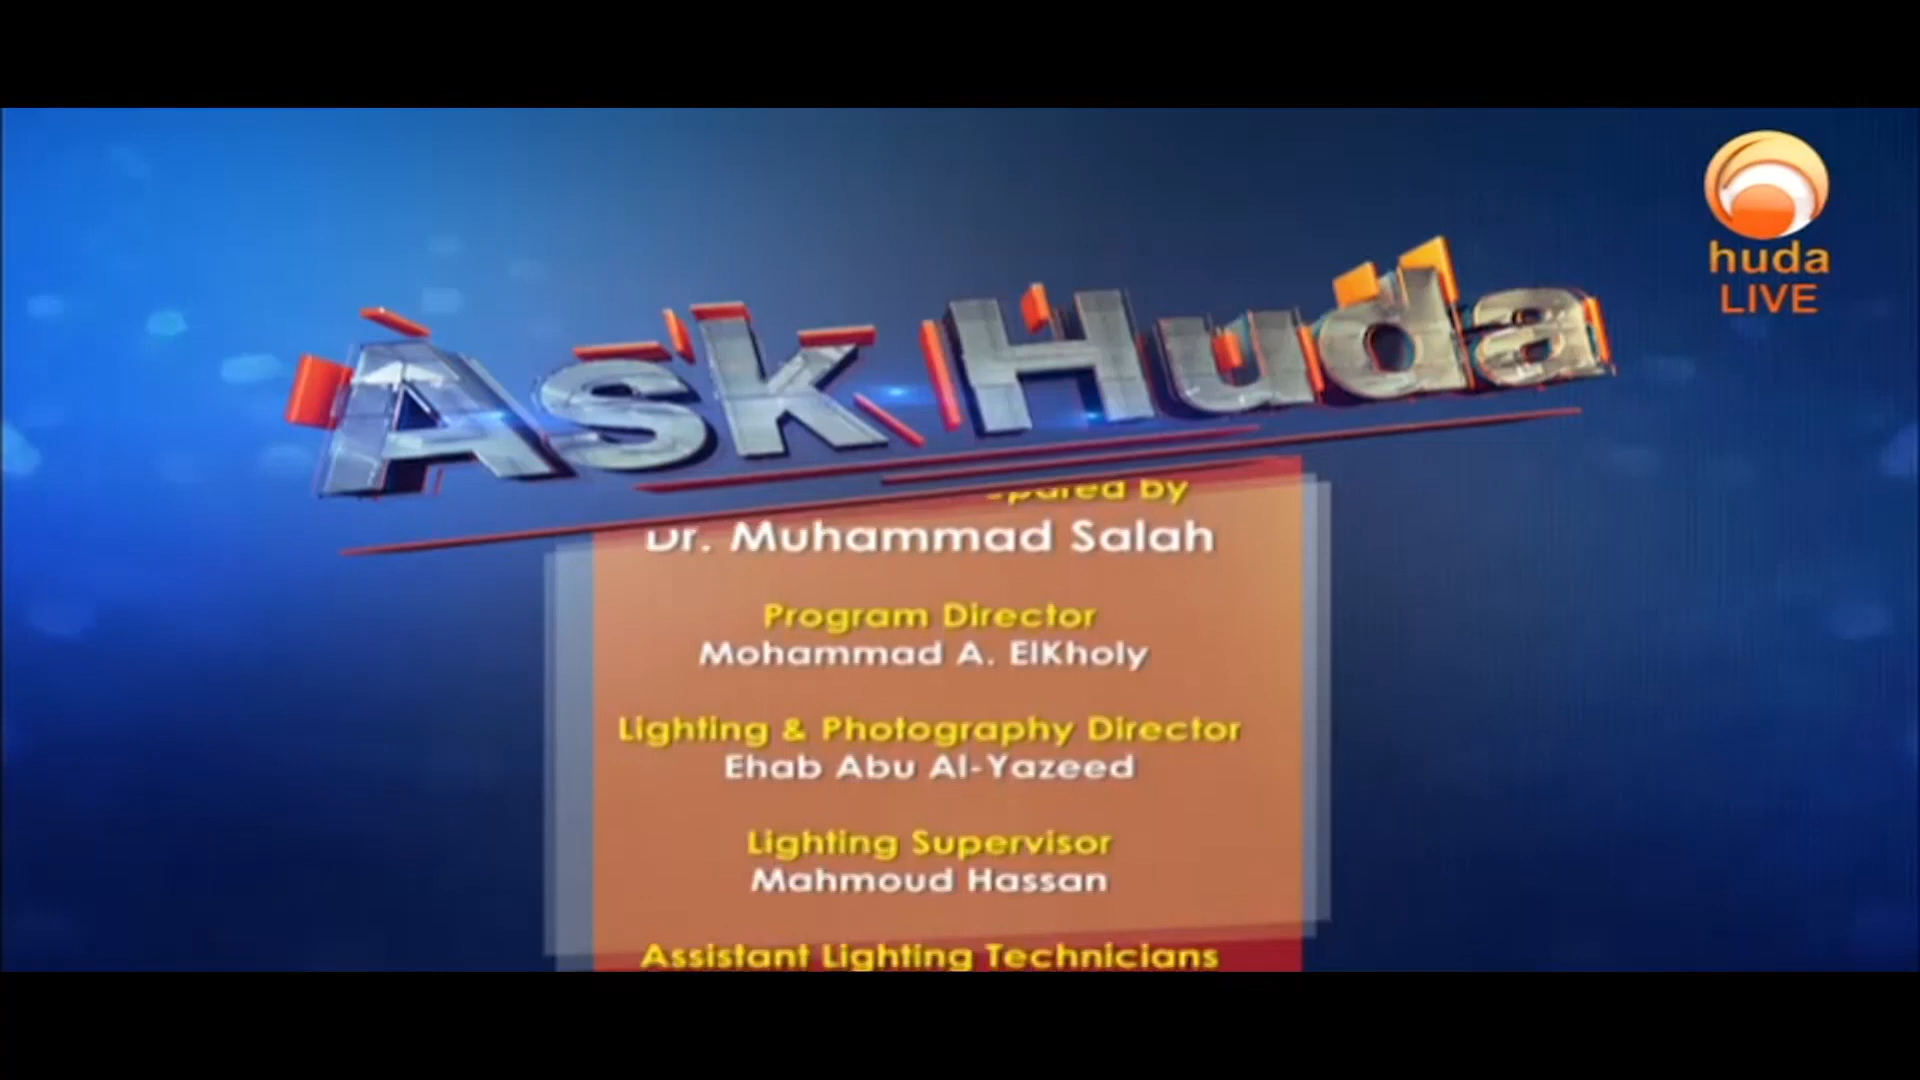 huda
LIVE
Ask Huda
by
Dr. Muhammad Salah
Program Director
Mohammad A. ElKholy
Lighting & Photography Director
Ehab Abu Al-Yazeed
Lighting Supervisor
Mahmoud Hassan
Assistant Lighting Technicians